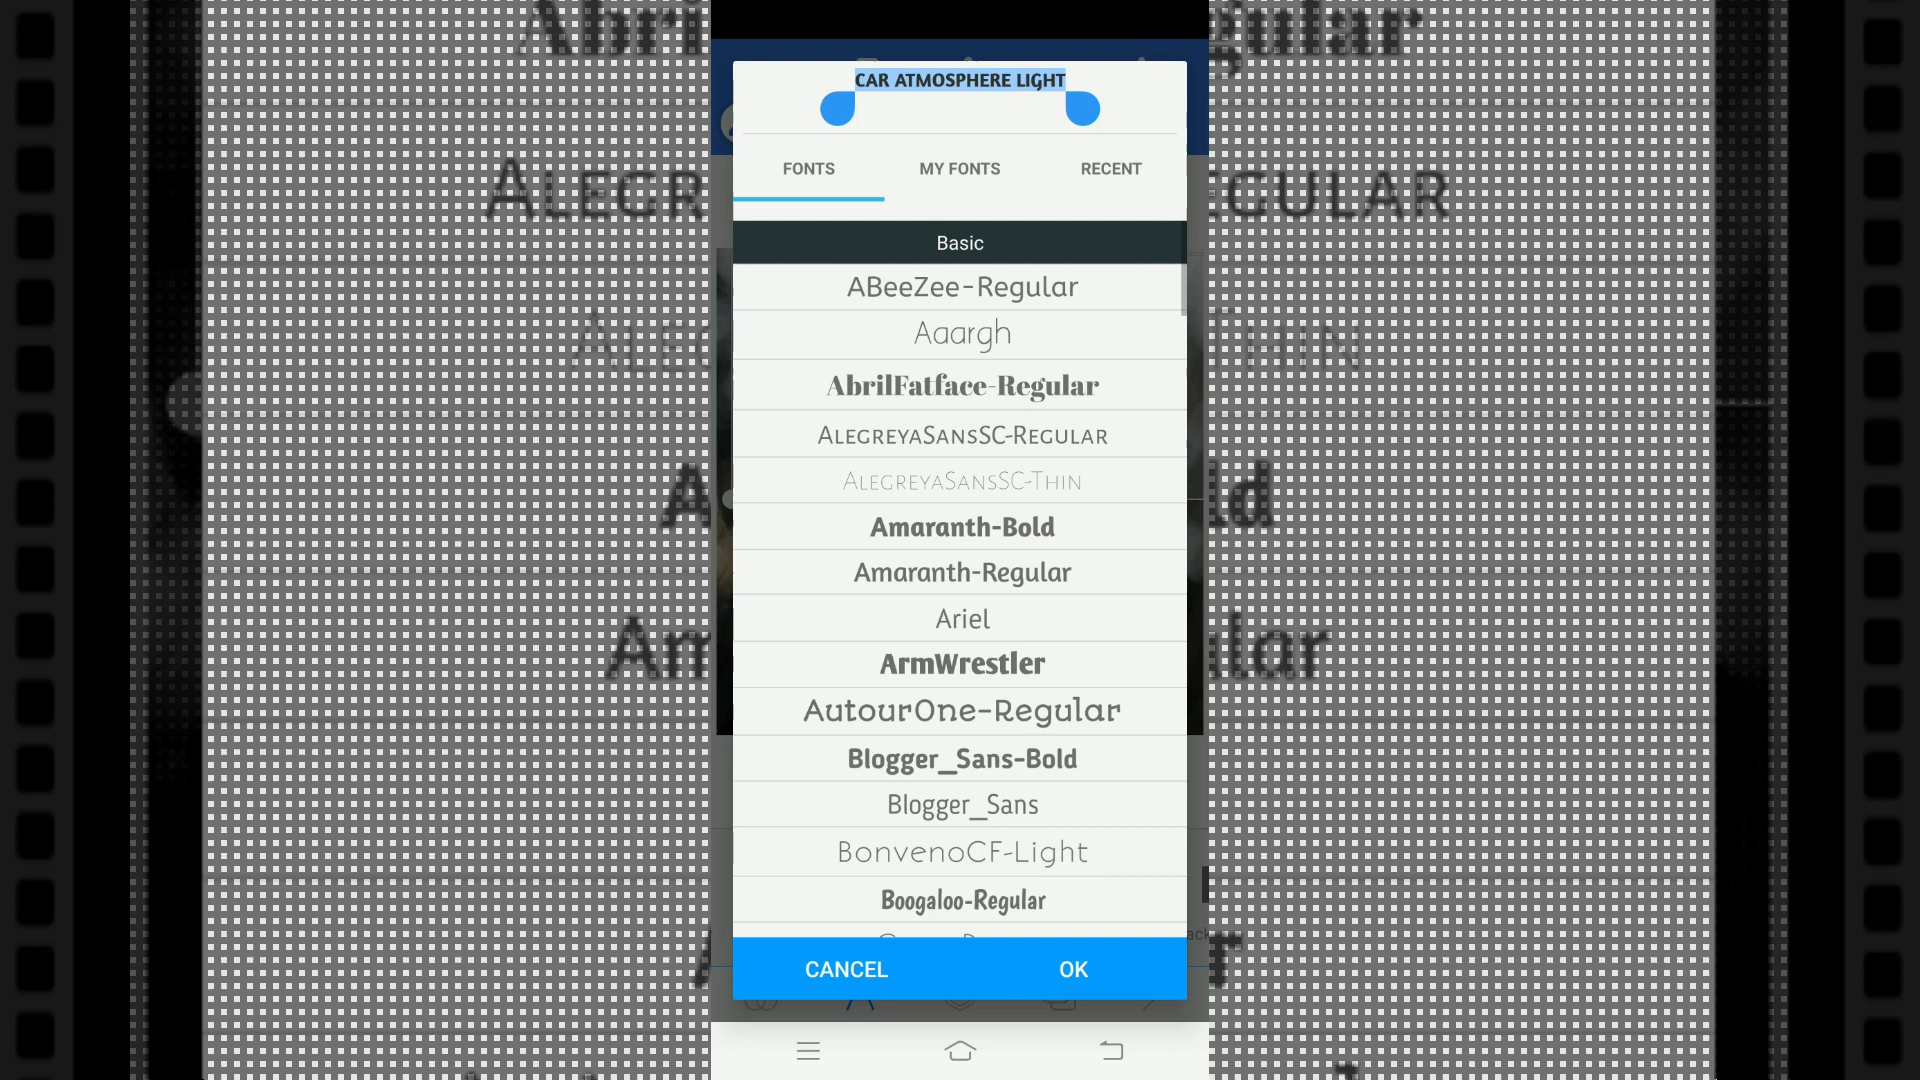 CAR ATMOSPHERE LIGHT
FONTS MY FONTS RECENT
Basic
ABeeZee-Regular
Aaargh
AbrilFatface-Regular
AlegreyaSansSC-Regular
AlegreyaSansSC-Thin
Amaranth-Bold
Amaranth-Regular
Ariel
ArmWrestler
AutourOne-Regular
Blogger_Sans-Bold
Blogger_Sans
BonvenoCF-Light
Boogaloo-Regular
CANCEL OK